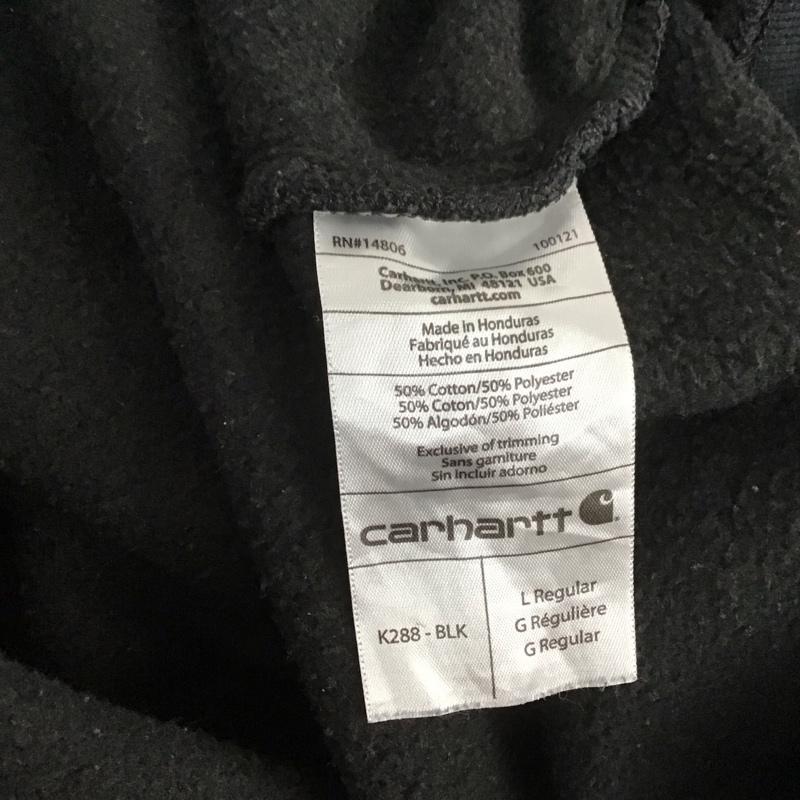 RN#14806 100121
Carhartt, Inc. P.O. Box 600
Dearborn, MI 48121 USA
carhartt.com
Made in Honduras
Fabriqué au Honduras
Hecho en Honduras
50% Cotton/50% Polyester
50% Coton/50% Polyester
50% Algodón/50% Poliéster
Exclusive of trimming
Sans garniture
Sin incluir adorno
carhartt
K288 - BLK
L Regular
G Régulière
G Regular